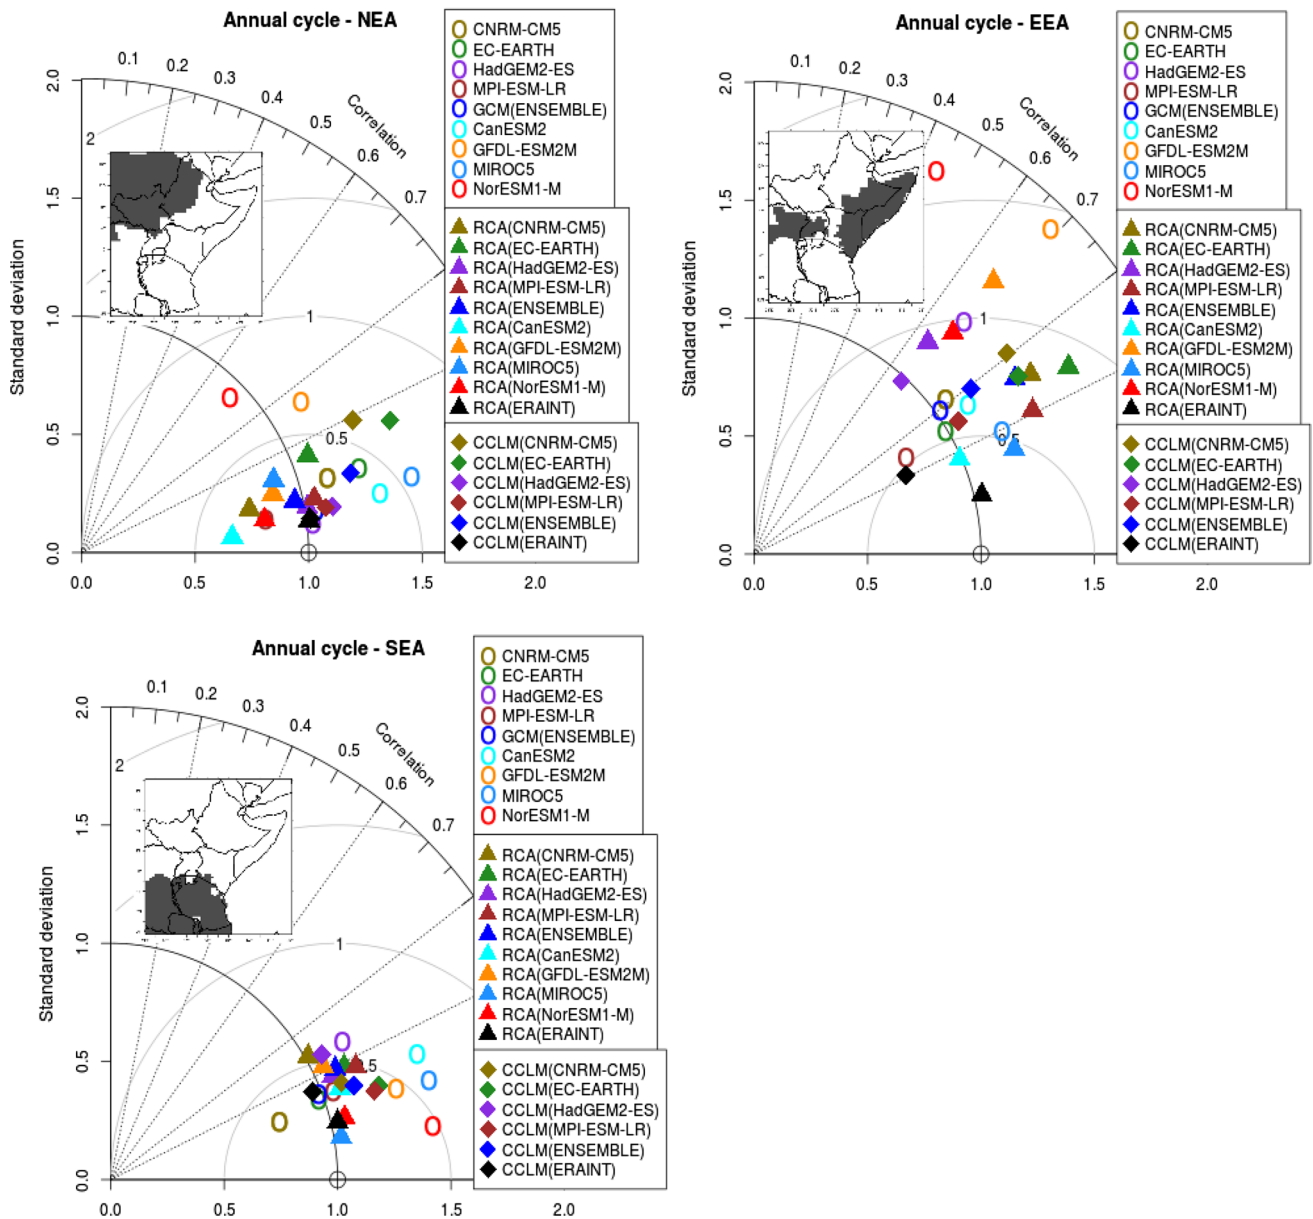 Annual cycle - NEA
CNRM-CM5
EC-EARTH
HadGEM2-ES
MPI-ESM-LR
GCM(ENSEMBLE)
CanESM2
GFDL-ESM2M
MIROC5
NorESM1-M
RCA(CNRM-CM5)
RCA(EC-EARTH)
RCA(HadGEM2-ES)
RCA(MPI-ESM-LR)
RCA(ENSEMBLE)
RCA(CanESM2)
RCA(GFDL-ESM2M)
RCA(MIROC5)
RCA(NorESM1-M)
RCA(ERAINT)
CCLM(CNRM-CM5)
CCLM(EC-EARTH)
CCLM(HadGEM2-ES)
CCLM(MPI-ESM-LR)
CCLM(ENSEMBLE)
CCLM(ERAINT)
0.1
0.2
0.3
0.4
0.5
0.6
0.7
Correlation
Standard deviation
2.0
1.5
1.0
0.5
0.0
2
1
0.5
0.0
0.5
1.0
1.5
2.0
Annual cycle - EEA
CNRM-CM5
EC-EARTH
HadGEM2-ES
MPI-ESM-LR
GCM(ENSEMBLE)
CanESM2
GFDL-ESM2M
MIROC5
NorESM1-M
RCA(CNRM-CM5)
RCA(EC-EARTH)
RCA(HadGEM2-ES)
RCA(MPI-ESM-LR)
RCA(ENSEMBLE)
RCA(CanESM2)
RCA(GFDL-ESM2M)
RCA(MIROC5)
RCA(NorESM1-M)
RCA(ERAINT)
CCLM(CNRM-CM5)
CCLM(EC-EARTH)
CCLM(HadGEM2-ES)
CCLM(MPI-ESM-LR)
CCLM(ENSEMBLE)
CCLM(ERAINT)
0.1
0.2
0.3
0.4
0.5
0.6
0.7
Correlation
Standard deviation
2.0
1.5
1.0
0.5
0.0
1
0.5
0.0
0.5
1.0
1.5
2.0
Annual cycle - SEA
CNRM-CM5
EC-EARTH
HadGEM2-ES
MPI-ESM-LR
GCM(ENSEMBLE)
CanESM2
GFDL-ESM2M
MIROC5
NorESM1-M
RCA(CNRM-CM5)
RCA(EC-EARTH)
RCA(HadGEM2-ES)
RCA(MPI-ESM-LR)
RCA(ENSEMBLE)
RCA(CanESM2)
RCA(GFDL-ESM2M)
RCA(MIROC5)
RCA(NorESM1-M)
RCA(ERAINT)
CCLM(CNRM-CM5)
CCLM(EC-EARTH)
CCLM(HadGEM2-ES)
CCLM(MPI-ESM-LR)
CCLM(ENSEMBLE)
CCLM(ERAINT)
0.1
0.2
0.3
0.4
0.5
0.6
0.7
Correlation
Standard deviation
2.0
1.5
1.0
0.5
0.0
2
1
0.0
0.5
1.0
1.5
2.0